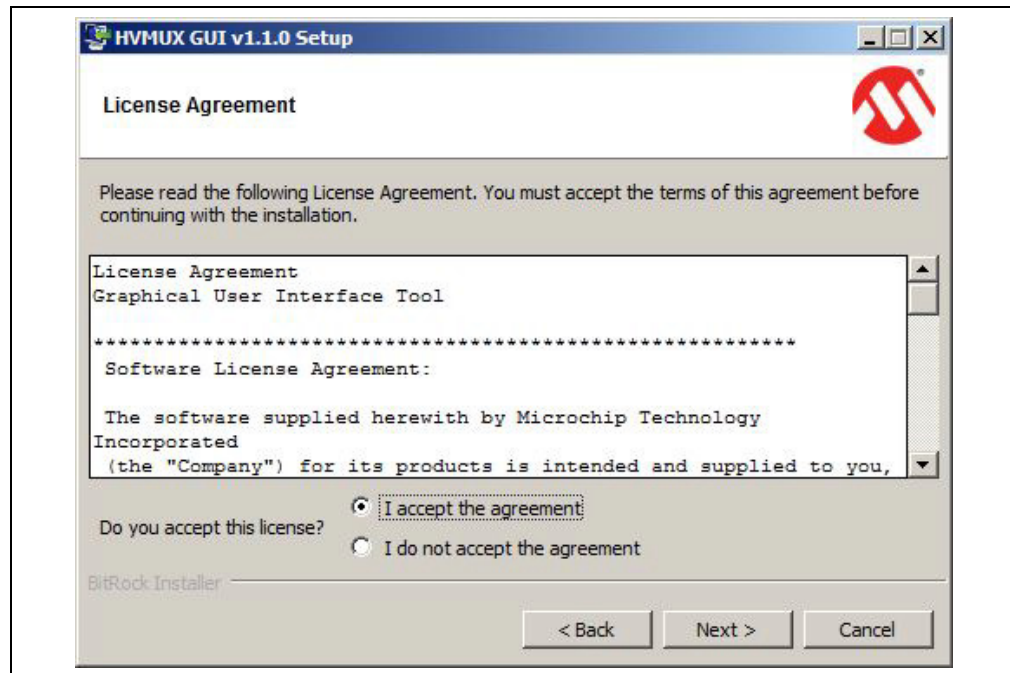 HVMUX GUI v1.1.0 Setup
License Agreement
Please read the following License Agreement. You must accept the terms of this agreement before
continuing with the installation.
License Agreement
Graphical User Interface Tool
**************************************************************
Software License Agreement:
The software supplied herewith by Microchip Technology
Incorporated
(the "Company") for its products is intended and supplied to you,
Do you accept this license?
I accept the agreement
I do not accept the agreement
BitRock Installer
< Back
Next >
Cancel